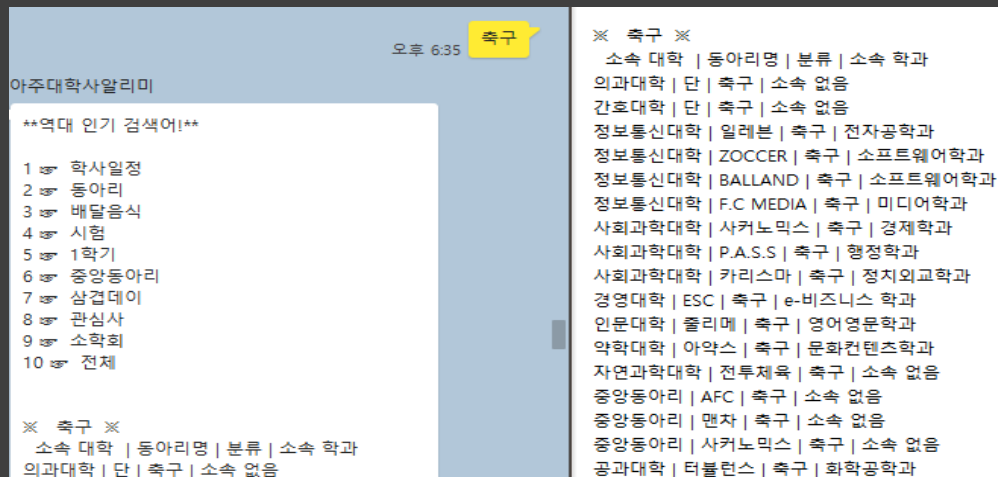 축구
오후 6:35
아주대학사알리미
**역대 인기 검색어!**
1 ☞ 학사일정
2 ☞ 동아리
3 ☞ 배달음식
4 ☞ 시험
5 ☞ 1학기
6 ☞ 중앙동아리
7 ☞ 삼겹데이
8 ☞ 관심사
9 ☞ 소학회
10 ☞ 전체
※ 축구 ※
소속 대학 | 동아리명 | 분류 | 소속 학과
의과대학 | 단 | 축구 | 소속 없음
※ 축구 ※
소속 대학 | 동아리명 | 분류 | 소속 학과
의과대학 | 단 | 축구 | 소속 없음
간호대학 | 단 | 축구 | 소속 없음
정보통신대학 | 일레븐 | 축구 | 전자공학과
정보통신대학 | ZOCCER | 축구 | 소프트웨어학과
정보통신대학 | BALLAND | 축구 | 소프트웨어학과
정보통신대학 | F.C MEDIA | 축구 | 미디어학과
사회과학대학 | 사커노믹스 | 축구 | 경제학과
사회과학대학 | P.A.S.S | 축구 | 행정학과
사회과학대학 | 카리스마 | 축구 | 정치외교학과
경영대학 | ESC | 축구 | e-비즈니스 학과
인문대학 | 줄리메 | 축구 | 영어영문학과
약학대학 | 아약스 | 축구 | 문화컨텐츠학과
자연과학대학 | 전투체육 | 축구 | 소속 없음
중앙동아리 | AFC | 축구 | 소속 없음
중앙동아리 | 맨차 | 축구 | 소속 없음
중앙동아리 | 사커노믹스 | 축구 | 소속 없음
공과대학 | 터뷸런스 | 축구 | 화학공학과